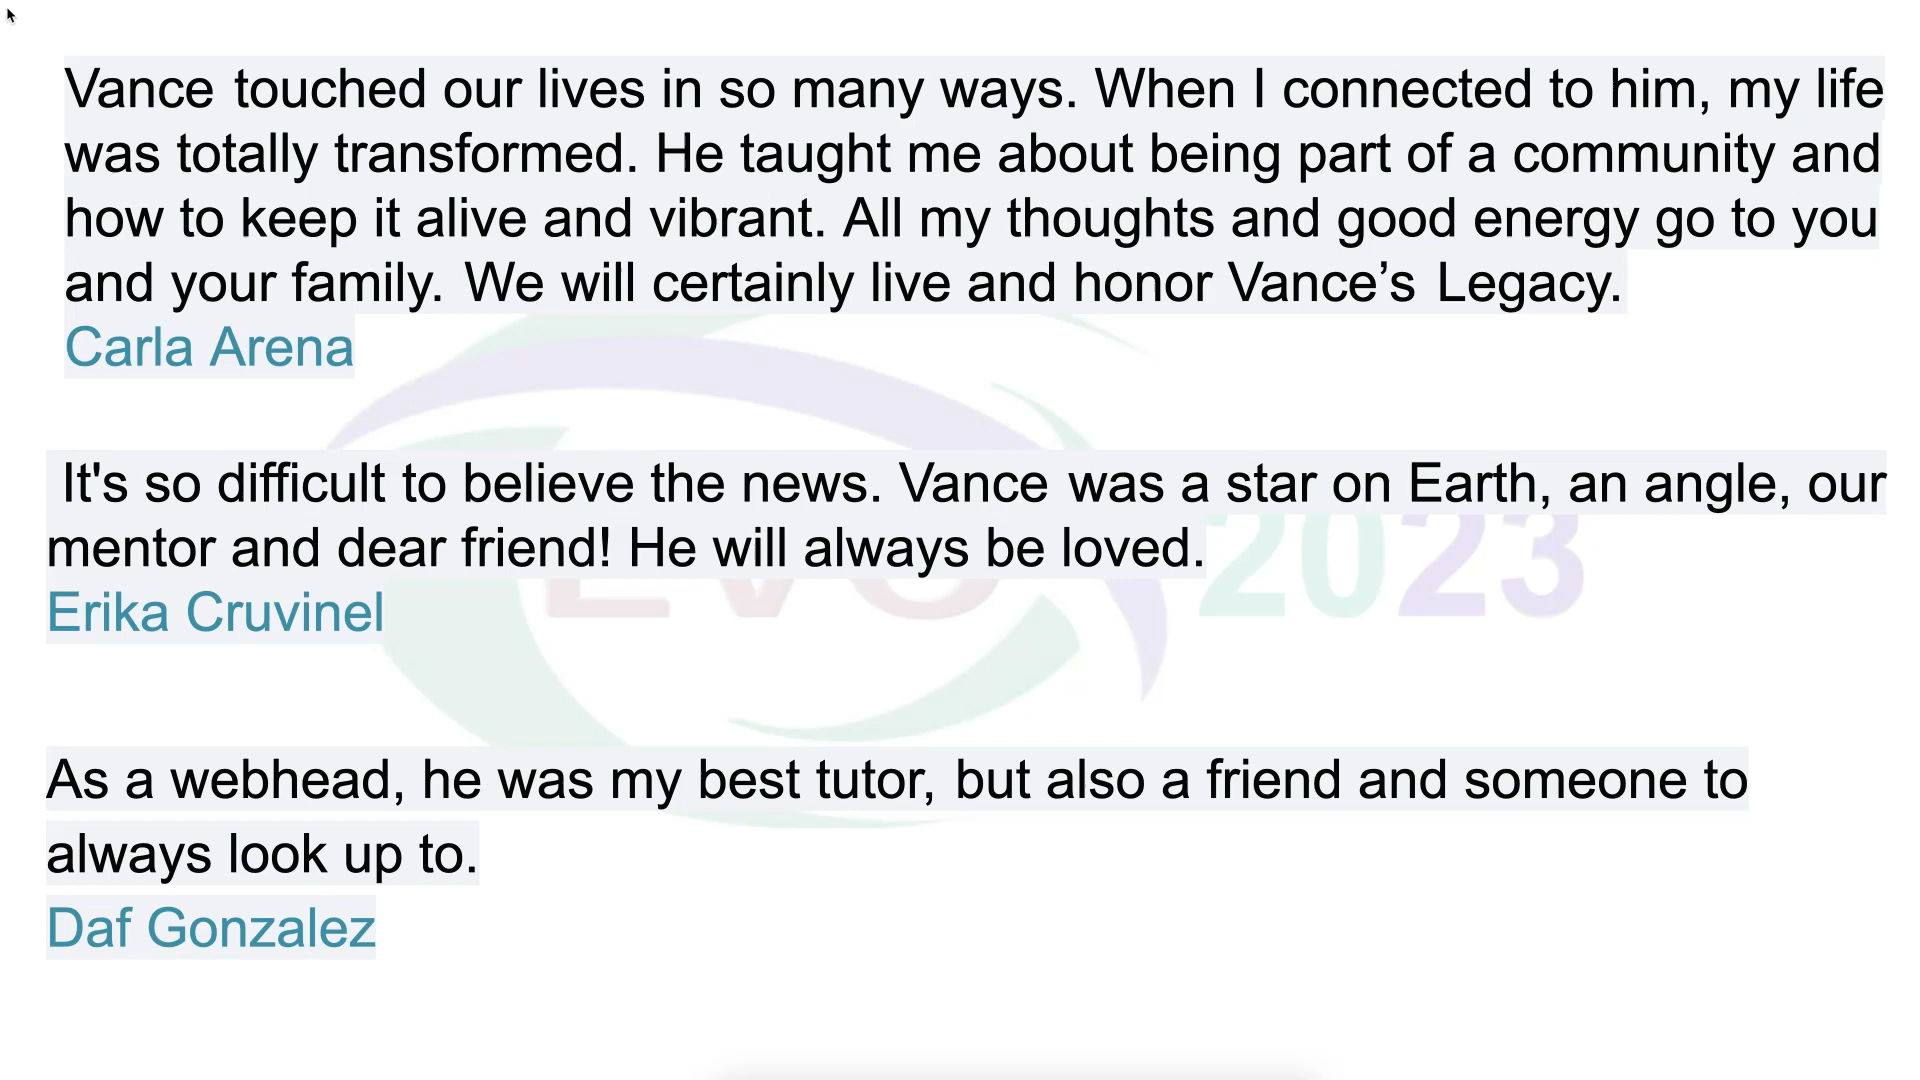 Vance touched our lives in so many ways. When I connected to him, my life
was totally transformed. He taught me about being part of a community and
how to keep it alive and vibrant. All my thoughts and good energy go to you
and your family. We will certainly live and honor Vance’s Legacy.
Carla Arena
It's so difficult to believe the news. Vance was a star on Earth, an angle, our
mentor and dear friend! He will always be loved.
EVO 2023
Erika Cruvinel
As a webhead, he was my best tutor, but also a friend and someone to
always look up to.
Daf Gonzalez